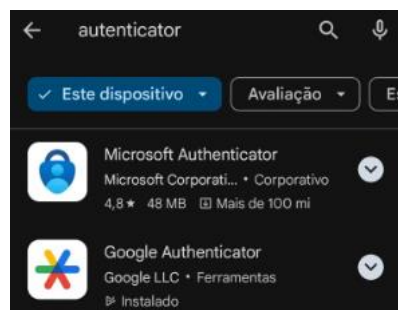 autenticator
Este dispositivo
Avaliação
Microsoft Authenticator
Microsoft Corporati... • Corporativo
4,8★ 48 MB Mais de 100 mi
Google Authenticator
Google LLC • Ferramentas
Instalado